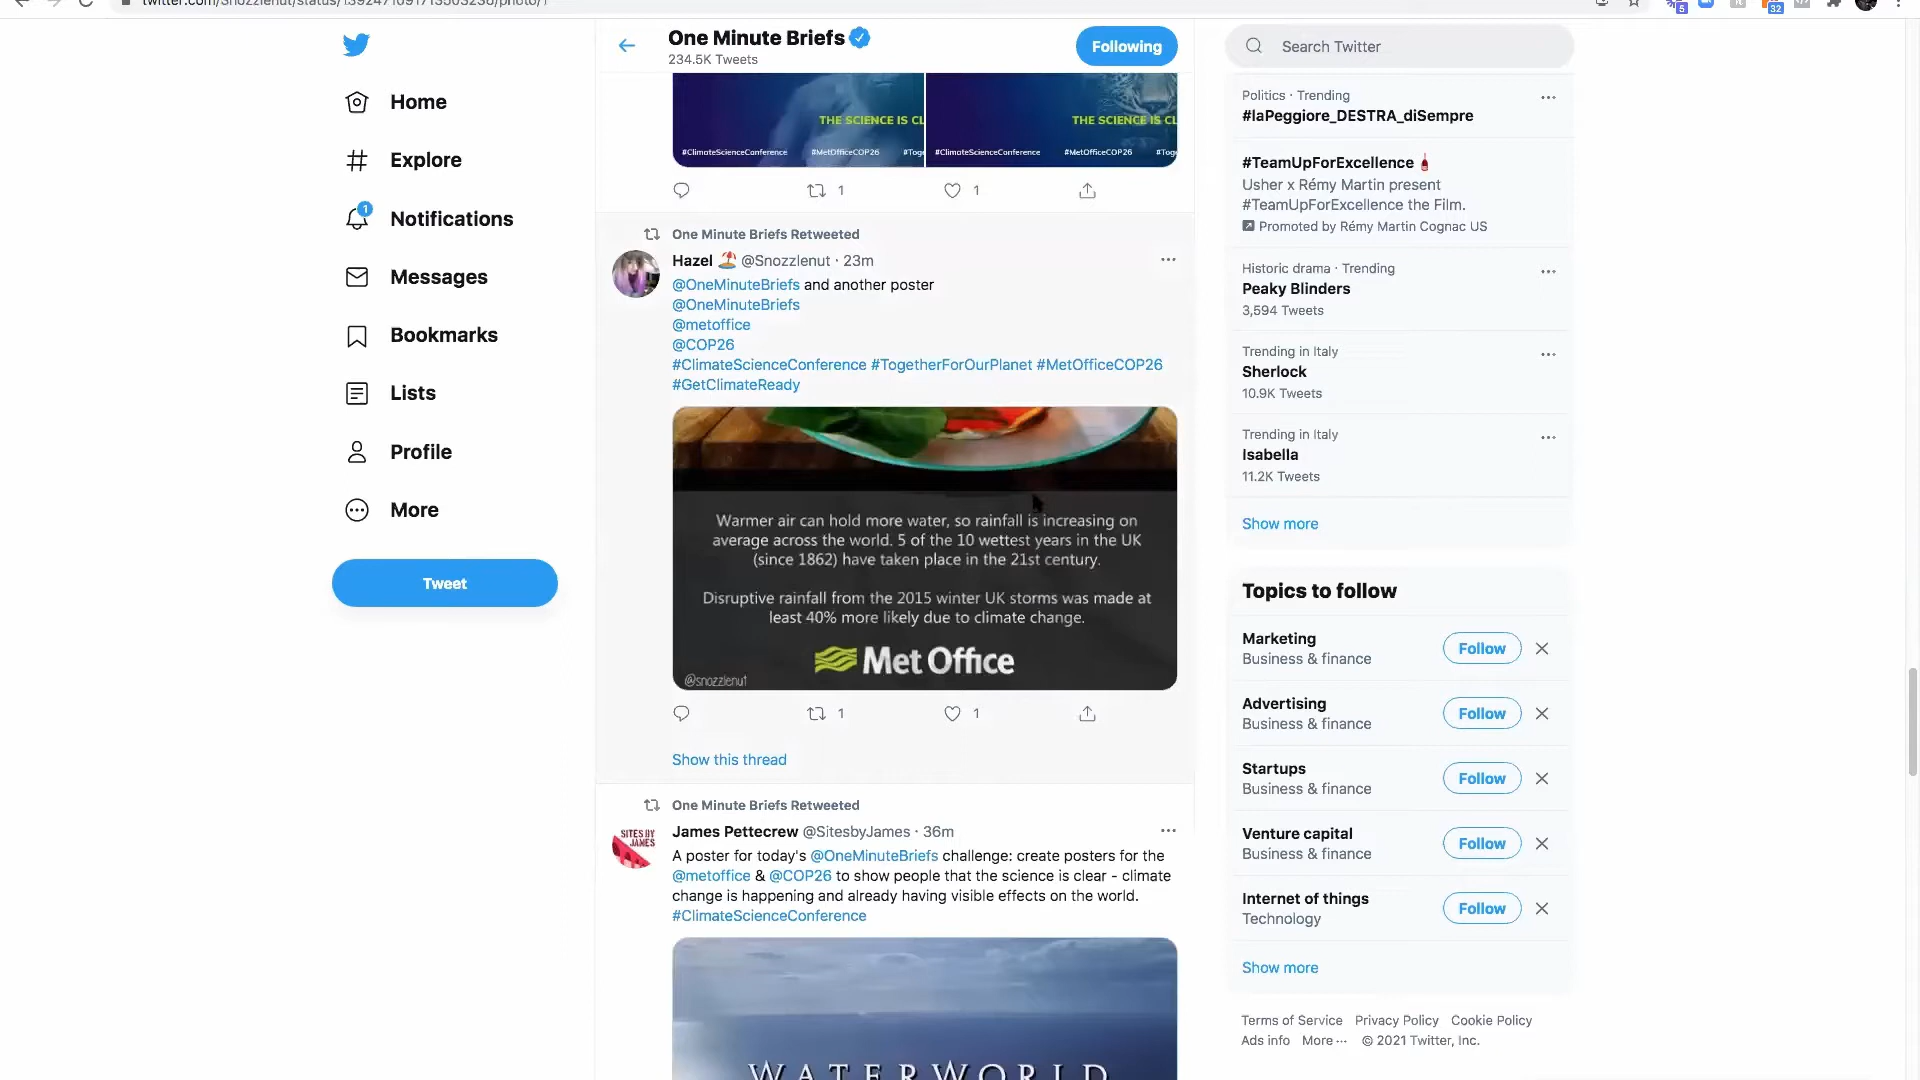 One Minute Briefs
234.5K Tweets
Following
Search Twitter
Home
Explore
1
Notifications
Messages
Bookmarks
Lists
Profile
More
Tweet
THE SCIENCE IS CL
#ClimateScienceConference #MetOfficeCOP26 #Tog
THE SCIENCE IS CL
#ClimateScienceConference #MetOfficeCOP26 #Tog
1 1
One Minute Briefs Retweeted
Hazel @Snozzlenut · 23m
@OneMinuteBriefs and another poster
@OneMinuteBriefs
@metoffice
@COP26
#ClimateScienceConference #TogetherForOurPlanet #MetOfficeCOP26
#GetClimateReady
Warmer air can hold more water, so rainfall is increasing on
average across the world. 5 of the 10 wettest years in the UK
(since 1862) have taken place in the 21st century.
Disruptive rainfall from the 2015 winter UK storms was made at
least 40% more likely due to climate change.
Met Office
@snozzlenut
1 1
Show this thread
One Minute Briefs Retweeted
SITES BY
JAMES
James Pettecrew @SitesbyJames · 36m
A poster for today's @OneMinuteBriefs challenge: create posters for the
@metoffice & @COP26 to show people that the science is clear - climate
change is happening and already having visible effects on the world.
#ClimateScienceConference
WATERWORLD
Politics · Trending
#laPeggiore_DESTRA_diSempre
#TeamUpForExcellence
Usher x Rémy Martin present
#TeamUpForExcellence the Film.
Promoted by Rémy Martin Cognac US
Historic drama · Trending
Peaky Blinders
3,594 Tweets
Trending in Italy
Sherlock
10.9K Tweets
Trending in Italy
Isabella
11.2K Tweets
Show more
Topics to follow
Marketing
Business & finance
Follow
Advertising
Business & finance
Follow
Startups
Business & finance
Follow
Venture capital
Business & finance
Follow
Internet of things
Technology
Follow
Show more
Terms of Service Privacy Policy Cookie Policy
Ads info More ··· © 2021 Twitter, Inc.
5
32